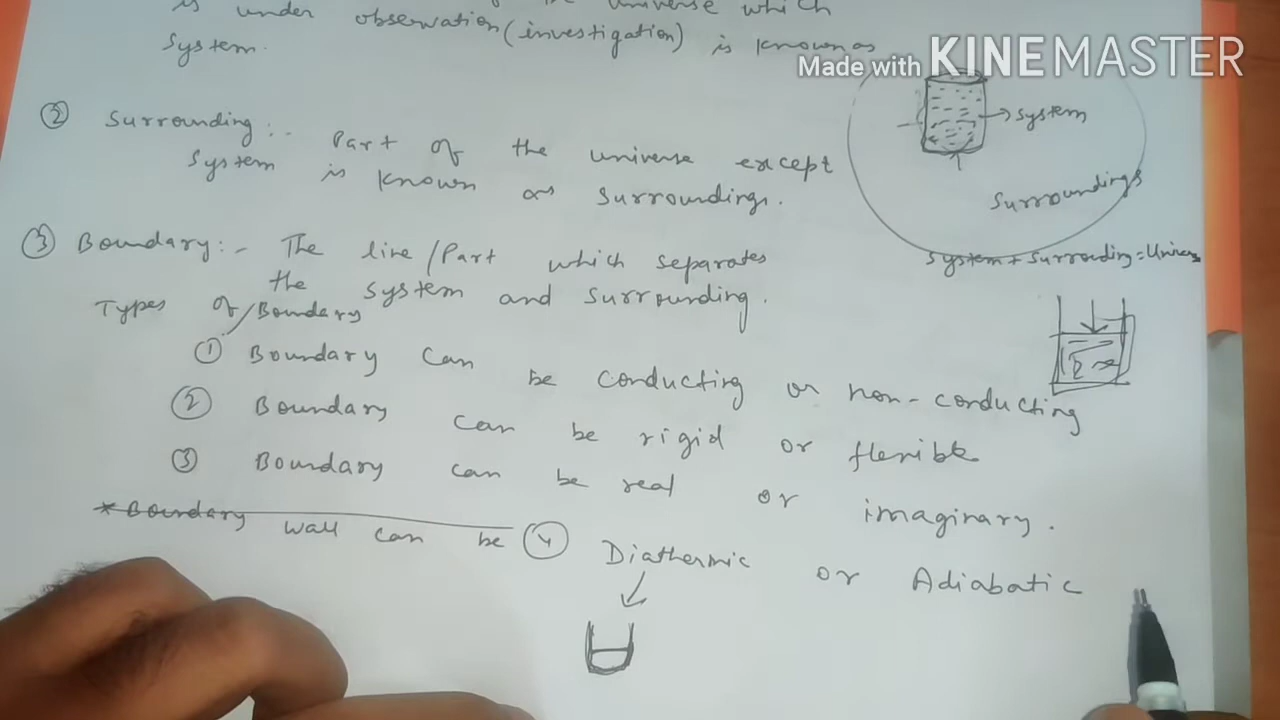 is under observation (investigation) is known as
system.
Made with KINEMASTER
② Surrounding:- Part of the universe except
system is known as surroundings.
→ system
surroundings
system + surrounding = Univers
③ Boundary:- The line/Part which separates
the system and surrounding.
Types of Boundary
① Boundary can be conducting or non-conducting
② Boundary can be rigid or flexible
③ Boundary can be real or imaginary.
* Boundary wall can be ④ Diathermic or Adiabatic